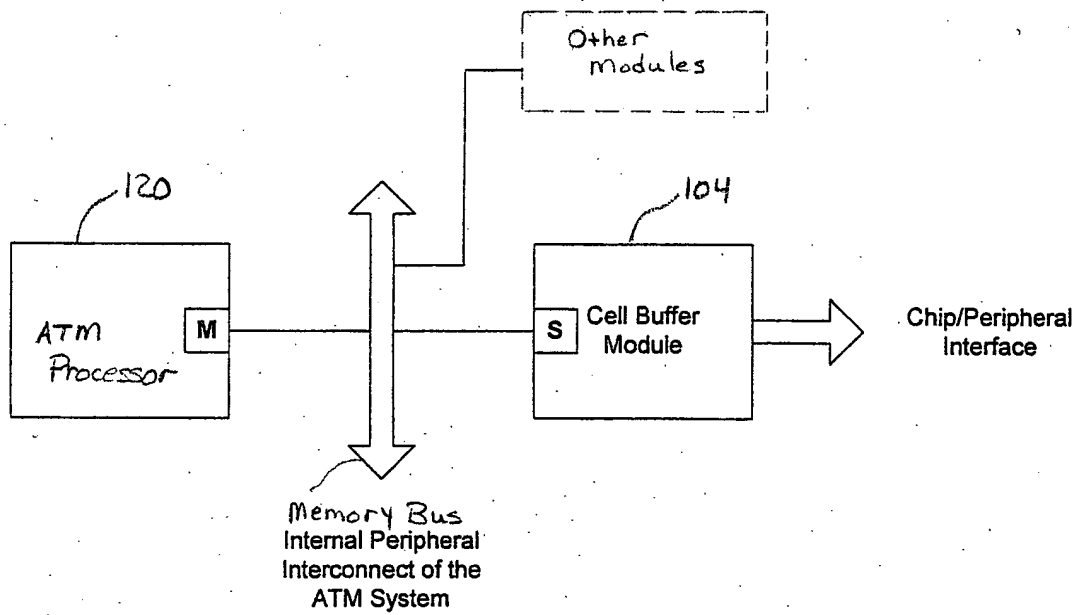 Other
modules
120
104
ATM
Processor
M
S
Cell Buffer
Module
Chip/Peripheral
Interface
Memory Bus
Internal Peripheral
Interconnect of the
ATM System